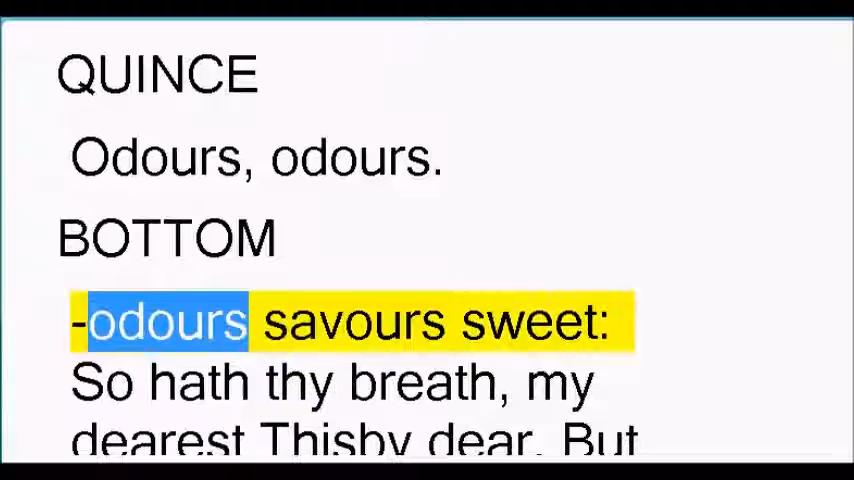 QUINCE
Odours, odours.
BOTTOM
-odours savours sweet:
So hath thy breath, my
dearest Thisby dear. But